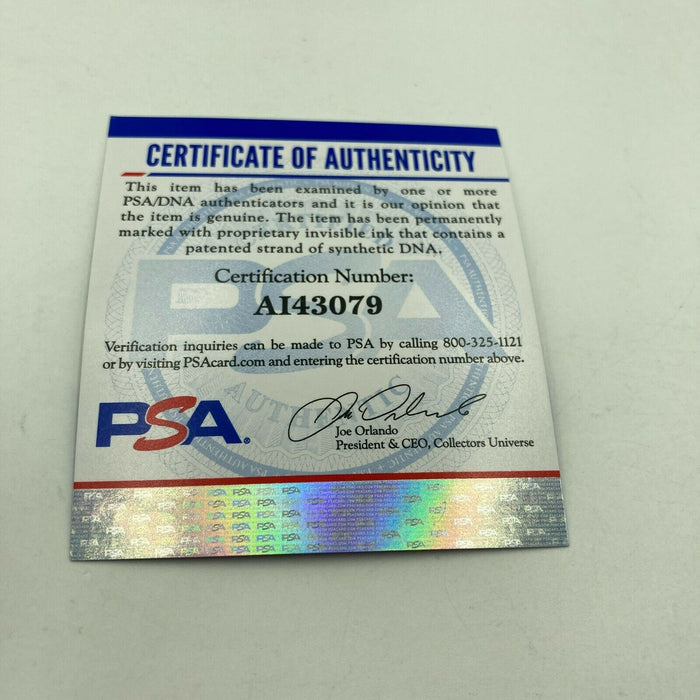 CERTIFICATE OF AUTHENTICITY
This item has been examined by one or more
PSA/DNA authenticators and it is our opinion that
the item is genuine. The item has been permanently
marked with proprietary invisible ink that contains a
patented strand of synthetic DNA.
PSA
Certification Number:
AI43079
Verification inquiries can be made to PSA by calling 800-325-1121
or by visiting PSAcard.com and entering the certification number above.
AUTHENTIC
PSA.
Joe Orlando
President & CEO, Collectors Universe